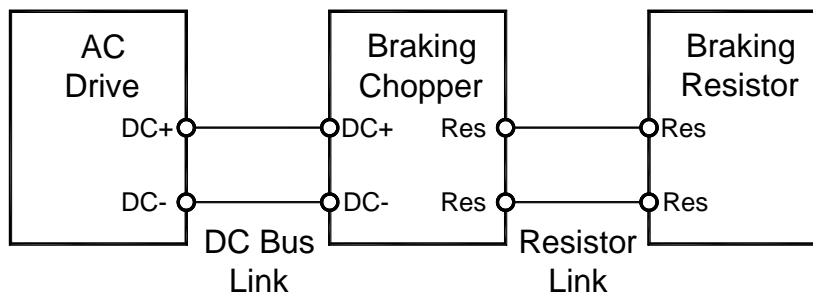 AC
Drive
Braking
Chopper
Braking
Resistor
DC+
DC+
Res
Res
DC-
DC-
Res
Res
DC Bus
Link
Resistor
Link